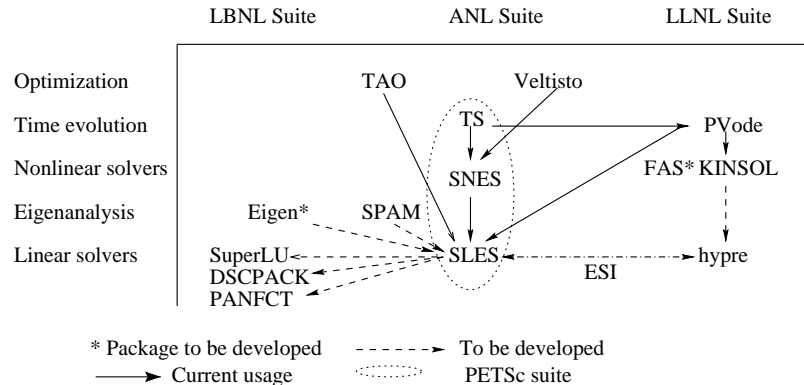 LBNL Suite ANL Suite LLNL Suite
Optimization TAO Veltisto
Time evolution TS PVode
Nonlinear solvers SNES FAS* KINSOL
Eigenanalysis Eigen* SPAM
Linear solvers SuperLU SLES hypre
DSCPACK ESI
PANFCT
* Package to be developed To be developed
Current usage PETSc suite